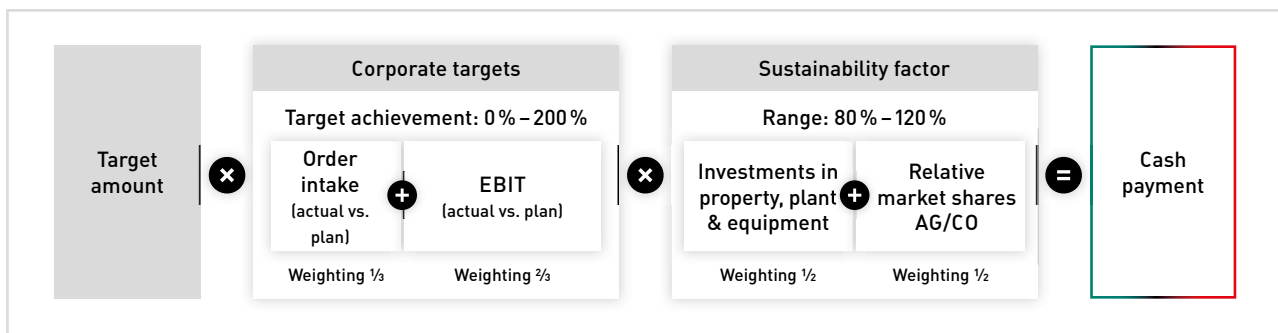 Target
amount
×
Corporate targets
Target achievement: 0 % – 200 %
Order
intake
(actual vs.
plan)
+
EBIT
(actual vs. plan)
Weighting ⅓
Weighting ⅔
×
Sustainability factor
Range: 80 % – 120 %
Investments in
property, plant
& equipment
+
Relative
market shares
AG/CO
Weighting ½
Weighting ½
=
Cash
payment